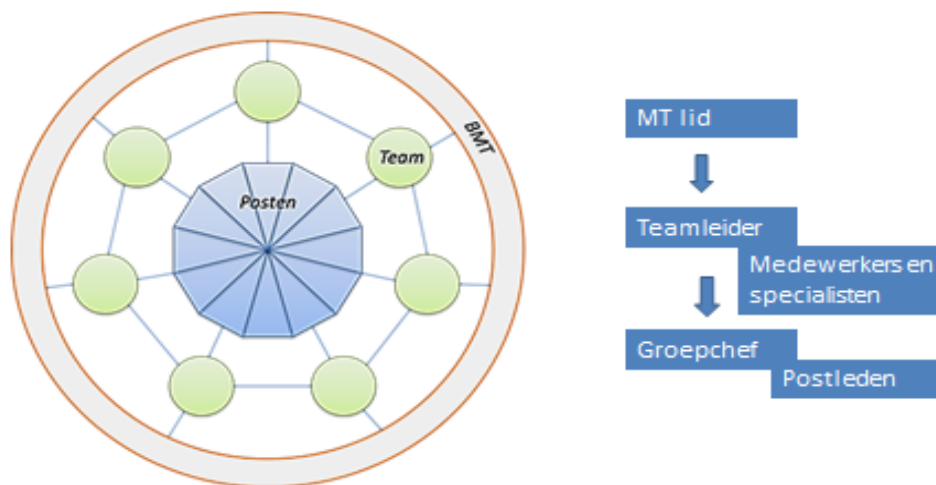 BMT
Team
Posten
MT lid
Teamleider
Medewerkers en
specialisten
Groepchef
Postleden